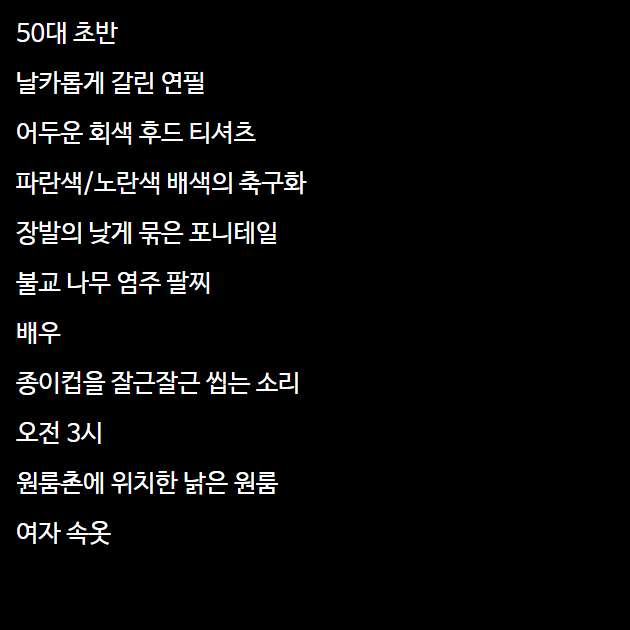 50대 초반
날카롭게 갈린 연필
어두운 회색 후드 티셔츠
파란색/노란색 배색의 축구화
장발의 낮게 묶은 포니테일
불교 나무 염주 팔찌
배우
종이컵을 잘근잘근 씹는 소리
오전 3시
원룸촌에 위치한 낡은 원룸
여자 속옷